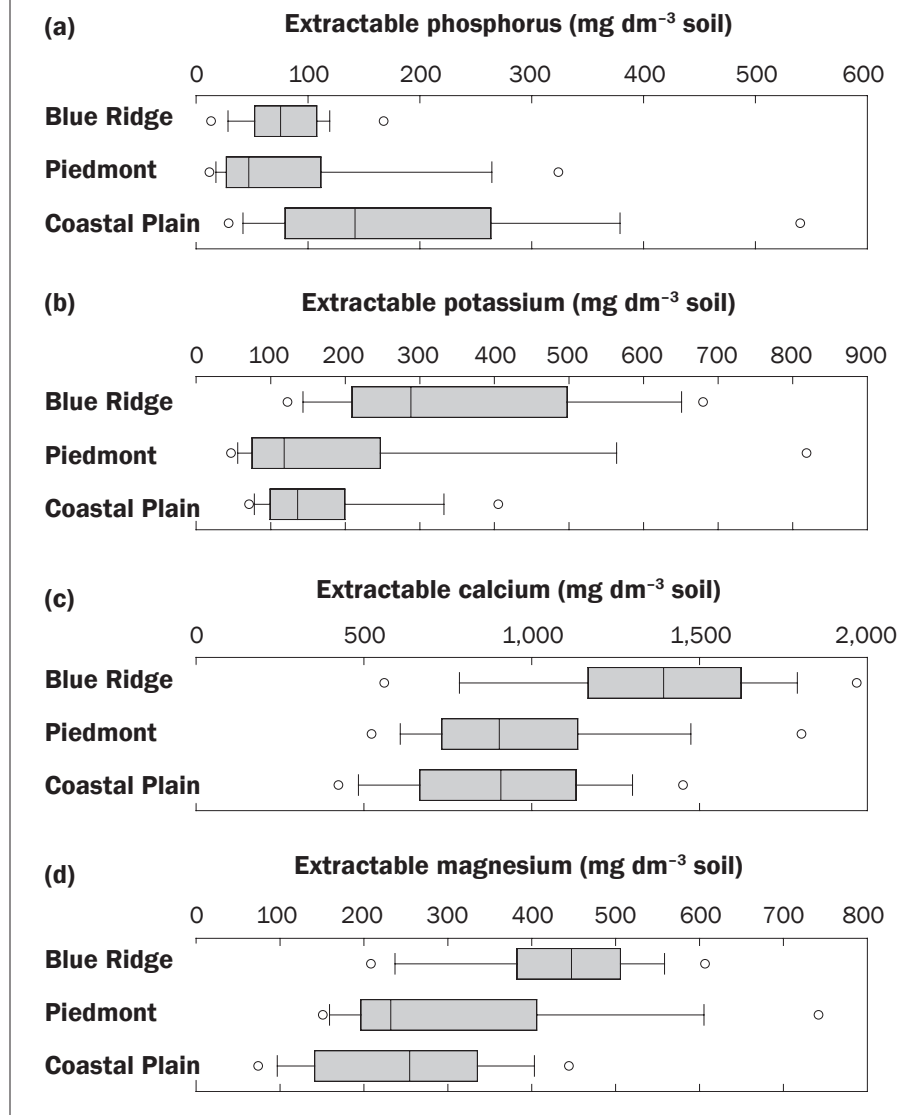 (a) Extractable phosphorus (mg dm⁻³ soil)
0 100 200 300 400 500 600
Blue Ridge
Piedmont
Coastal Plain
(b) Extractable potassium (mg dm⁻³ soil)
0 100 200 300 400 500 600 700 800 900
Blue Ridge
Piedmont
Coastal Plain
(c) Extractable calcium (mg dm⁻³ soil)
0 500 1,000 1,500 2,000
Blue Ridge
Piedmont
Coastal Plain
(d) Extractable magnesium (mg dm⁻³ soil)
0 100 200 300 400 500 600 700 800
Blue Ridge
Piedmont
Coastal Plain